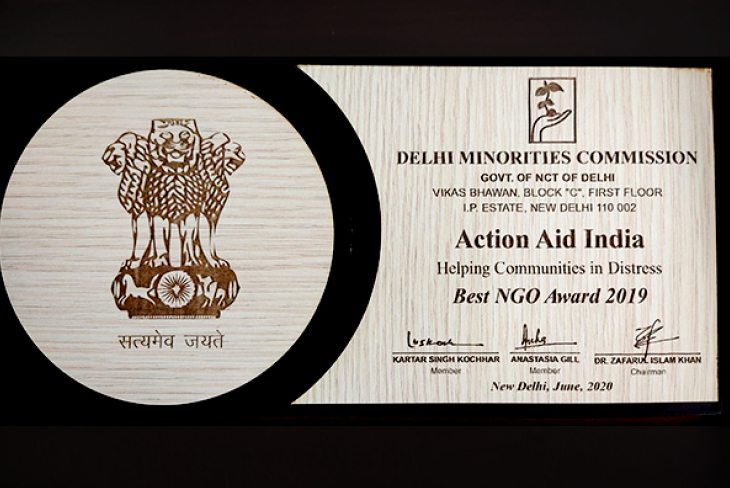 सत्यमेव जयते
DELHI MINORITIES COMMISSION
GOVT. OF NCT OF DELHI
VIKAS BHAWAN, BLOCK "C", FIRST FLOOR
I.P. ESTATE, NEW DELHI 110 002
Action Aid India
Helping Communities in Distress
Best NGO Award 2019
KARTAR SINGH KOCHHAR ANASTASIA GILL DR. ZAFARUL ISLAM KHAN
Member Member Chairman
New Delhi, June, 2020